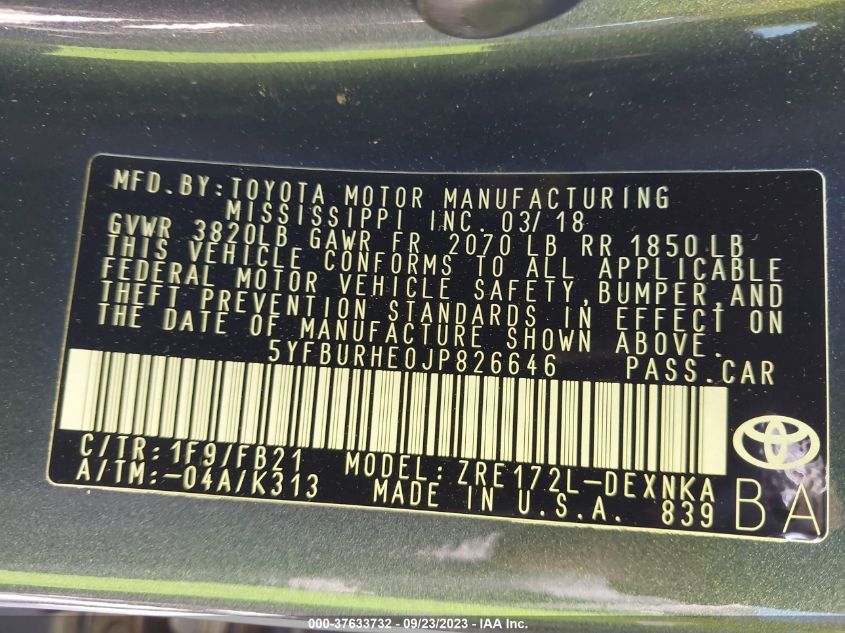 MFD.BY:TOYOTA MOTOR MANUFACTURING
MISSISSIPPI INC. 03/18
GVWR 3820LB GAWR FR 2070 LB RR 1850LB
THIS VEHICLE CONFORMS TO ALL APPLICABLE
FEDERAL MOTOR VEHICLE SAFETY,BUMPER,AND
THEFT PREVENTION STANDARDS IN EFFECT ON
THE DATE OF MANUFACTURE SHOWN ABOVE.
5YFBURHE0JP826646 PASS.CAR
C/TR:1F9/FB21 MODEL:ZRE172L-DEXNKA
A/TM:-04A/K313 MADE IN U.S.A. 839
BA
000-37633732 - 09/23/2023 - IAA Inc.